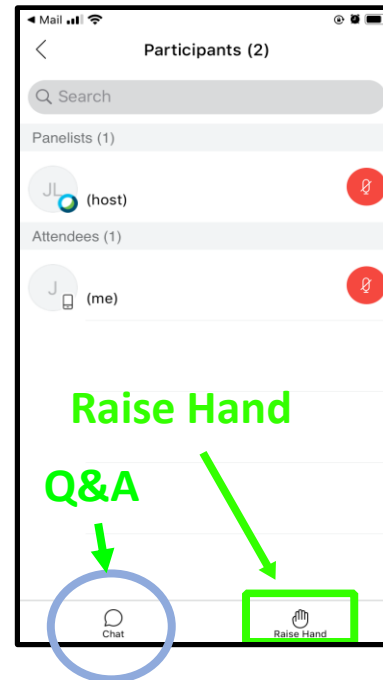 Mail
Participants (2)
Search
Panelists (1)
JL
(host)
Attendees (1)
J
(me)
Raise Hand
Q&A
Chat
Raise Hand